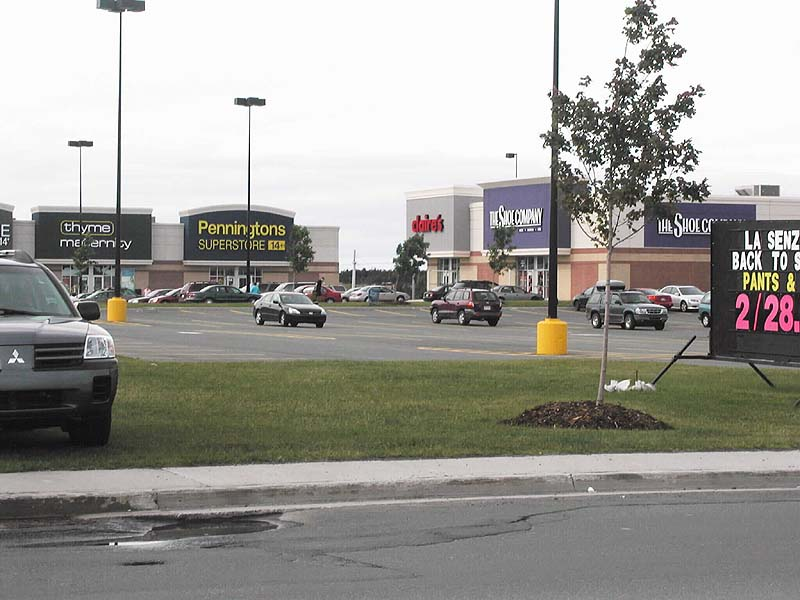 14+
thyme
maternity
Penningtons
SUPERSTORE 14+
claire's
THE SHOE COMPANY
THE SHOE COMPANY
LA SENZ
BACK TO S
PANTS &
2/28.